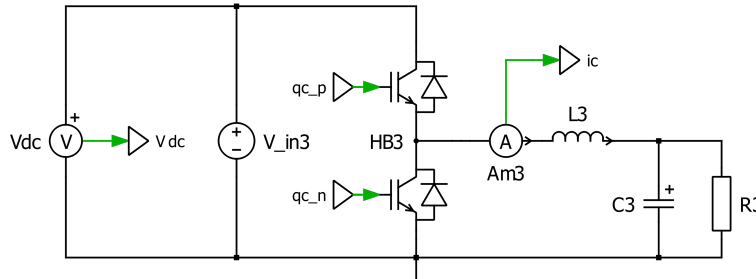 ic
L3
qc_p
Vdc
V
Vdc
V_in3
HB3
A
Am3
qc_n
C3
R3